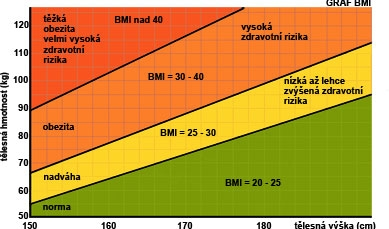 GRAF BMI
těžká
obezita
velmi vysoká
zdravotní
rizika
BMI nad 40
vysoká
zdravotní rizika
BMI = 30 - 40
nízká až lehce
zvýšená zdravotní
rizika
obezita
BMI = 25 - 30
nadváha
BMI = 20 - 25
norma
tělesná hmotnost (kg)
120
110
100
90
80
70
60
50
150
160
170
180
tělesná výška (cm)